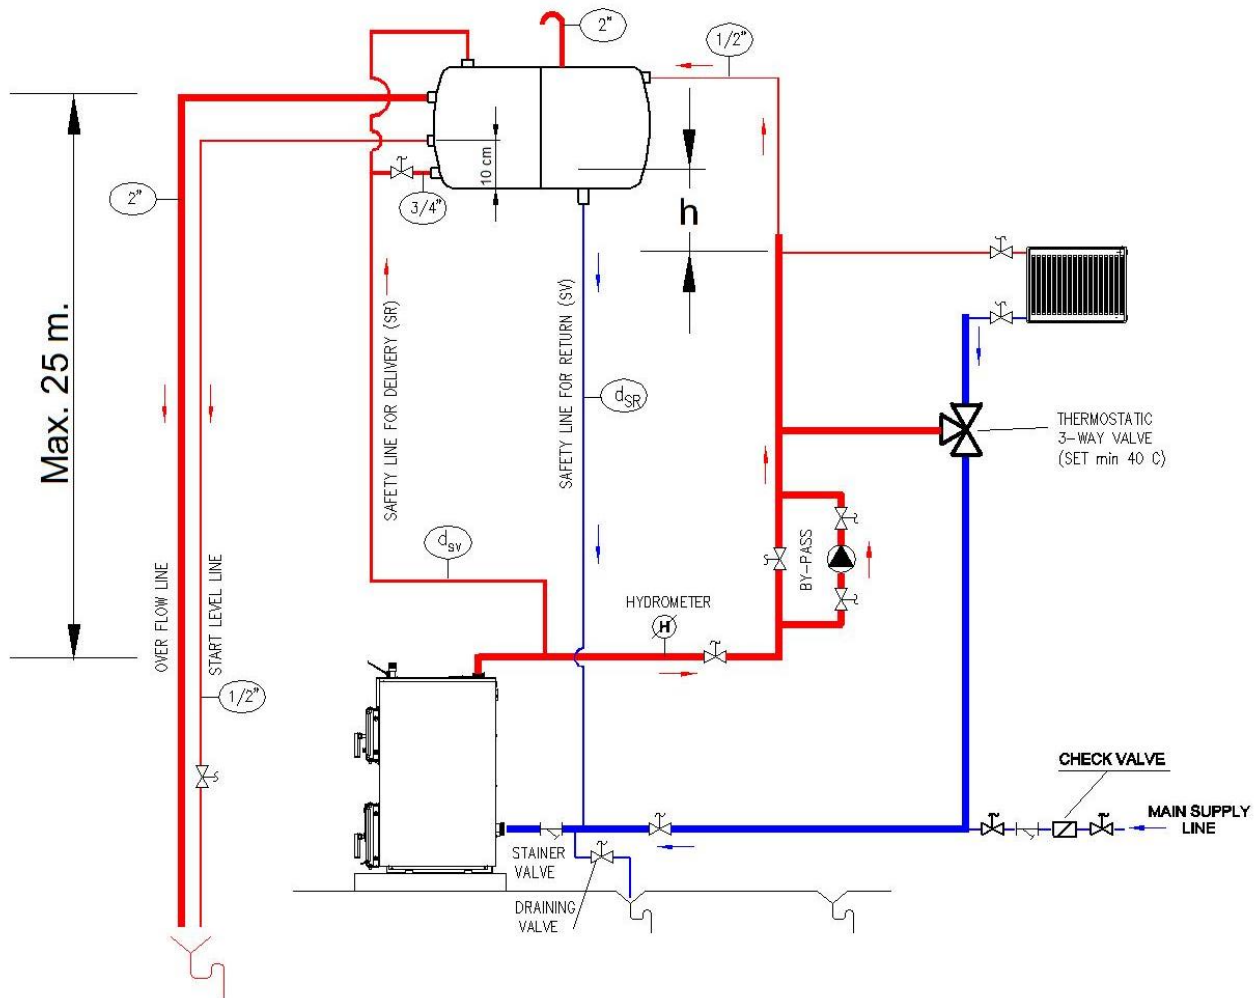 2"
1/2"
10 cm
3/4"
2"
h
Max. 25 m.
SAFETY LINE FOR DELIVERY (SR)
SAFETY LINE FOR RETURN (SV)
dSR
THERMOSTATIC
3-WAY VALVE
(SET min 40 C)
dsv
BY-PASS
HYDROMETER
H
OVER FLOW LINE
START LEVEL LINE
1/2"
CHECK VALVE
MAIN SUPPLY
LINE
STAINER
VALVE
DRAINING
VALVE